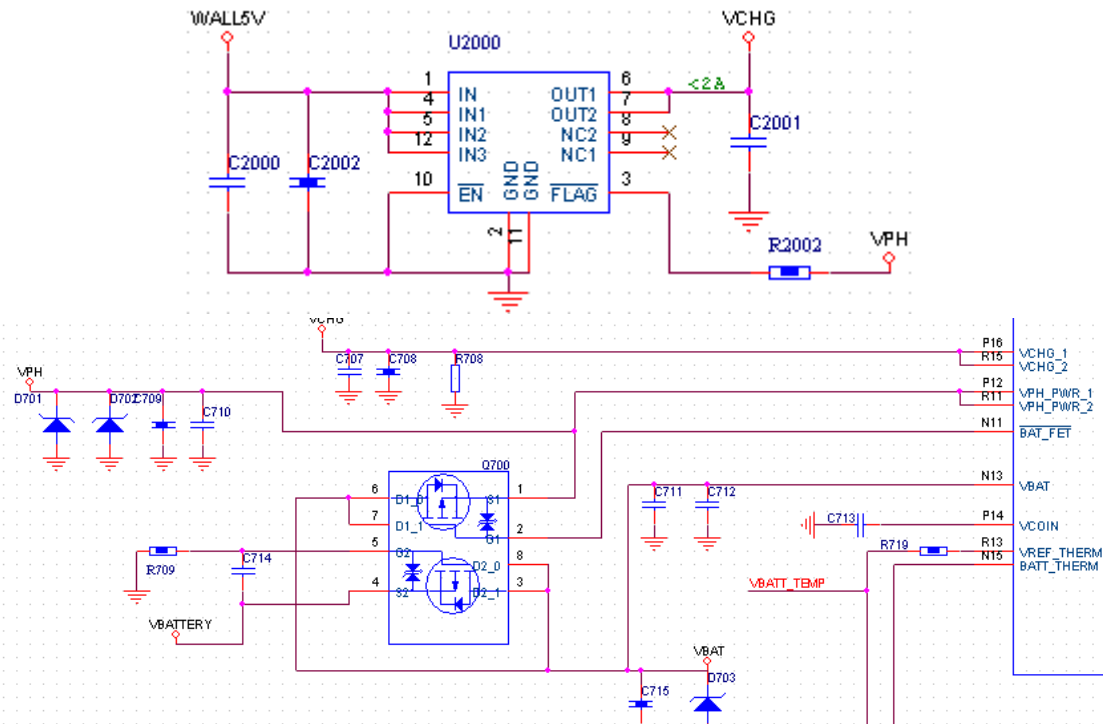 WALL5V VCHG
U2000
1 IN OUT1 6 <2A
4 IN1 OUT2 7
5 IN2 NC2 8 C2001
12 IN3 NC1 9
C2000 C2002
10 EN GND GND FLAG 3
2 11
R2002 VPH
VCHG
C707 C708 R708 P16 VCHG_1
R15 VCHG_2
VPH
D701 D702 C709 C710 P12 VPH_PWR_1
R11 VPH_PWR_2
N11 BAT_FET
Q700
6 D1_0 S1 1 C711 C712 N13 VBAT
7 D1_1 G1 2 C713 P14 VCOIN
5 G2 D2_0 8 R719 R13 VREF_THERM
R709 C714 N15 BATT_THERM
4 S2 D2_1 3 VBATT_TEMP
VBATTERY
VBAT
C715 D703